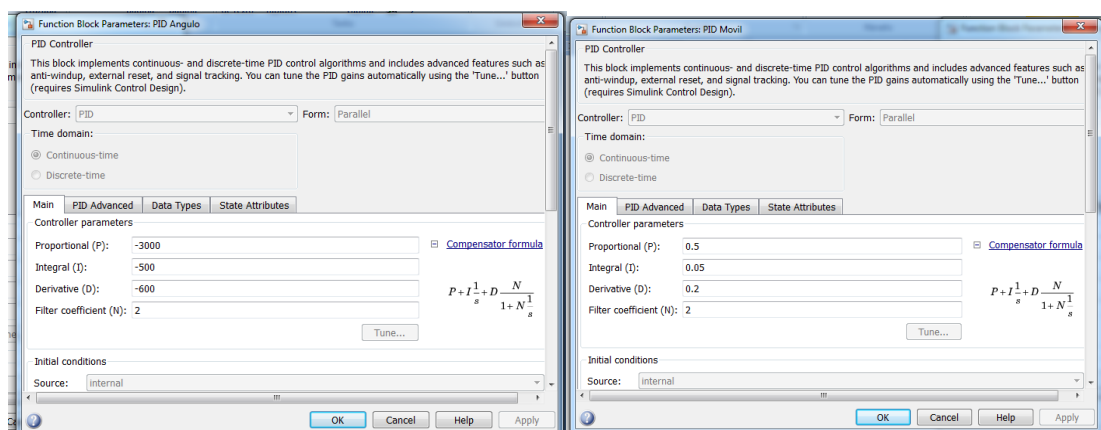 Function Block Parameters: PID Angulo
PID Controller
This block implements continuous- and discrete-time PID control algorithms and includes advanced features such as
anti-windup, external reset, and signal tracking. You can tune the PID gains automatically using the 'Tune...' button
(requires Simulink Control Design).
Controller: PID Form: Parallel
Time domain:
Continuous-time
Discrete-time
Main PID Advanced Data Types State Attributes
Controller parameters
Proportional (P): -3000 Compensator formula
Integral (I): -500
Derivative (D): -600
P+I 1/s +D N/(1+N 1/s)
Filter coefficient (N): 2
Tune...
Initial conditions
Source: internal
OK Cancel Help Apply
Function Block Parameters: PID Movil
PID Controller
This block implements continuous- and discrete-time PID control algorithms and includes advanced features such as
anti-windup, external reset, and signal tracking. You can tune the PID gains automatically using the 'Tune...' button
(requires Simulink Control Design).
Controller: PID Form: Parallel
Time domain:
Continuous-time
Discrete-time
Main PID Advanced Data Types State Attributes
Controller parameters
Proportional (P): 0.5 Compensator formula
Integral (I): 0.05
Derivative (D): 0.2
P+I 1/s +D N/(1+N 1/s)
Filter coefficient (N): 2
Tune...
Initial conditions
Source: internal
OK Cancel Help Apply